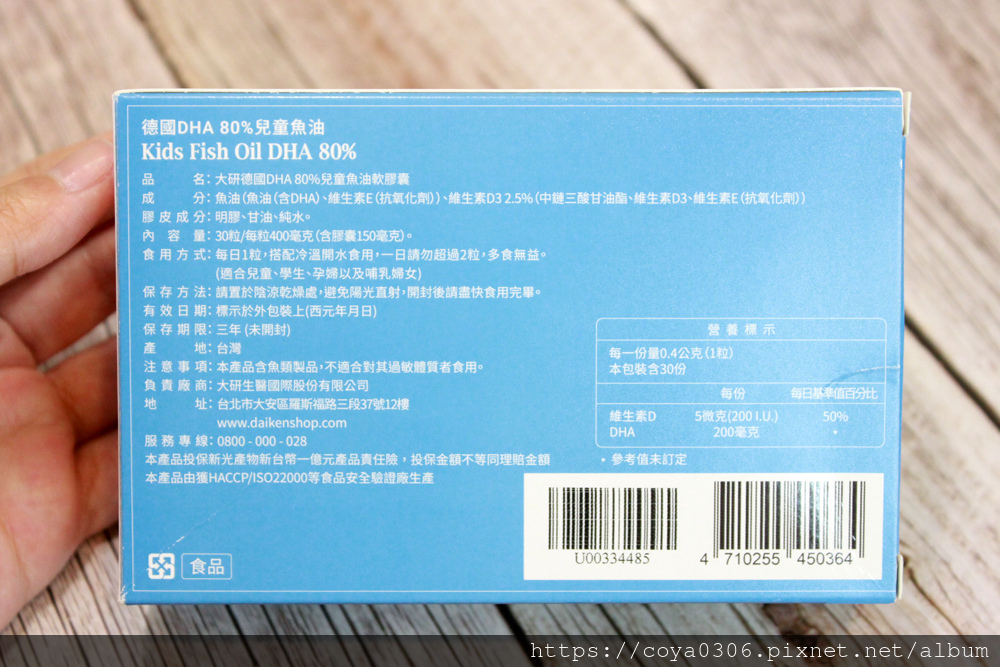 德國DHA 80%兒童魚油
Kids Fish Oil DHA 80%
品名：大研德國DHA 80%兒童魚油軟膠囊
成分：魚油(魚油(含DHA)、維生素E(抗氧化劑))、維生素D3 2.5%(中鏈三酸甘油酯、維生素D3、維生素E(抗氧化劑))
膠皮成分：明膠、甘油、純水。
內容量：30粒/每粒400毫克(含膠囊150毫克)。
食用方式：每日1粒，搭配冷溫開水食用，一日請勿超過2粒，多食無益。
(適合兒童、學生、孕婦以及哺乳婦女)
保存方法：請置於陰涼乾燥處，避免陽光直射，開封後請盡快食用完畢。
有效日期：標示於外包裝上(西元年月日)
保存期限：三年(未開封)
產地：台灣
注意事項：本產品含魚類製品，不適合對其過敏體質者食用。
負責廠商：大研生醫國際股份有限公司
地址：台北市大安區羅斯福路三段37號12樓
www.daikenshop.com
服務專線：0800-000-028
本產品投保新光產物新台幣一億元產品責任險，投保金額不等同理賠金額
本產品由獲HACCP/ISO22000等食品安全驗證廠生產
食品
營養標示
每一份量0.4公克(1粒)
本包裝含30份
每份 每日基準值百分比
維生素D 5微克(200 I.U.) 50%
DHA 200毫克 *
* 參考值未訂定
U00334485
4 710255 450364
https://coya0306.pixnet.net/album